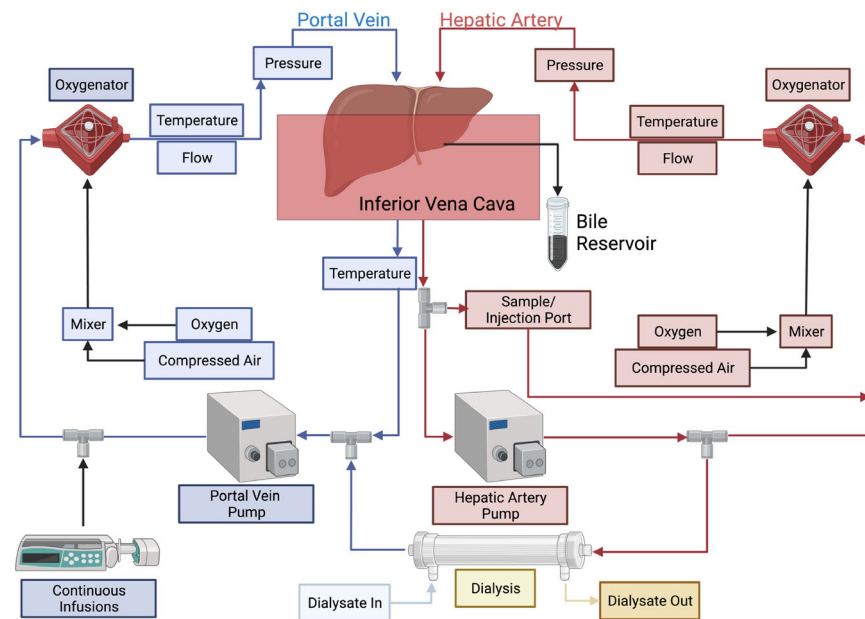 Portal Vein
Hepatic Artery
Pressure
Pressure
Oxygenator
Oxygenator
Temperature
Flow
Temperature
Flow
Inferior Vena Cava
Bile
Reservoir
Temperature
Sample/
Injection Port
Mixer
Oxygen
Compressed Air
Oxygen
Mixer
Compressed Air
Portal Vein
Pump
Hepatic Artery
Pump
Continuous
Infusions
Dialysate In
Dialysis
Dialysate Out